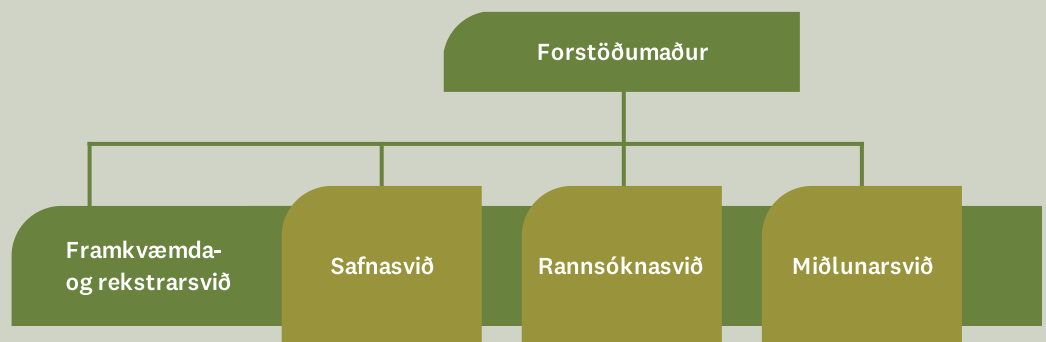 Forstöðumaður
Framkvæmda-
og rekstrarsvið
Safnasvið
Rannsóknasvið
Miðlunarsvið